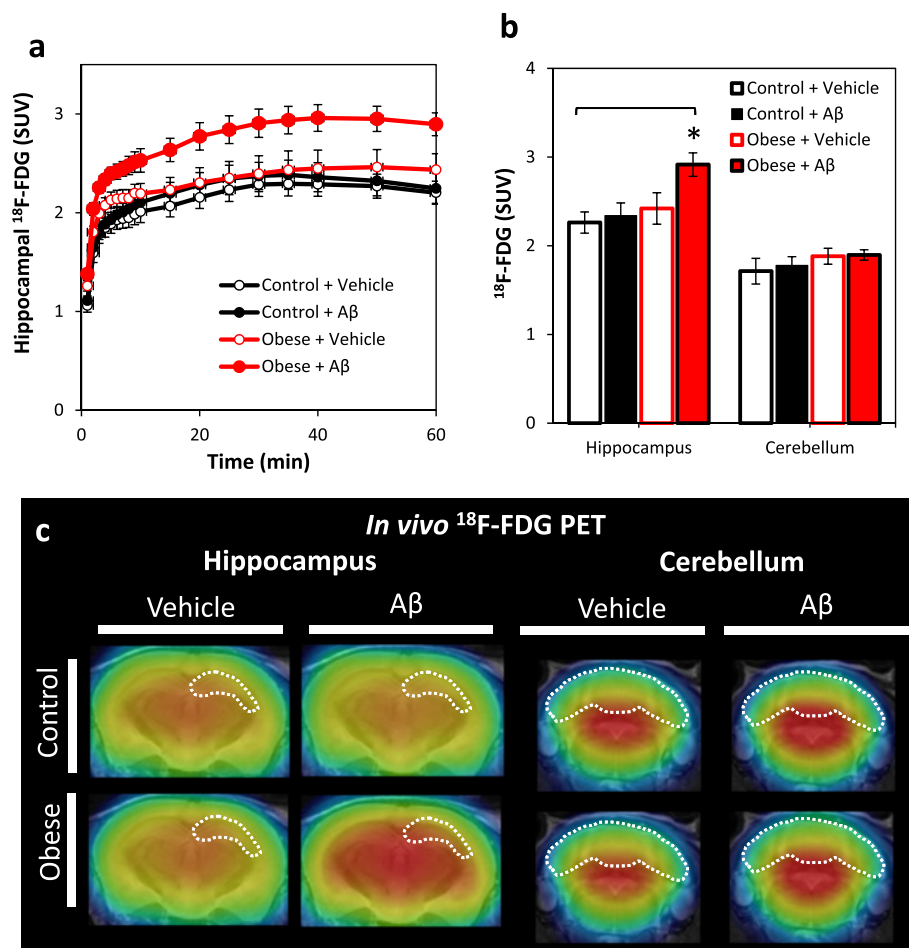 a
Hippocampal ¹⁸F-FDG (SUV)
3
2
1
0
0
20
40
60
Time (min)
Control + Vehicle
Control + Aβ
Obese + Vehicle
Obese + Aβ
b
¹⁸F-FDG (SUV)
4
3
2
1
0
*
Control + Vehicle
Control + Aβ
Obese + Vehicle
Obese + Aβ
Hippocampus
Cerebellum
c
In vivo ¹⁸F-FDG PET
Hippocampus
Cerebellum
Vehicle
Aβ
Vehicle
Aβ
Control
Obese